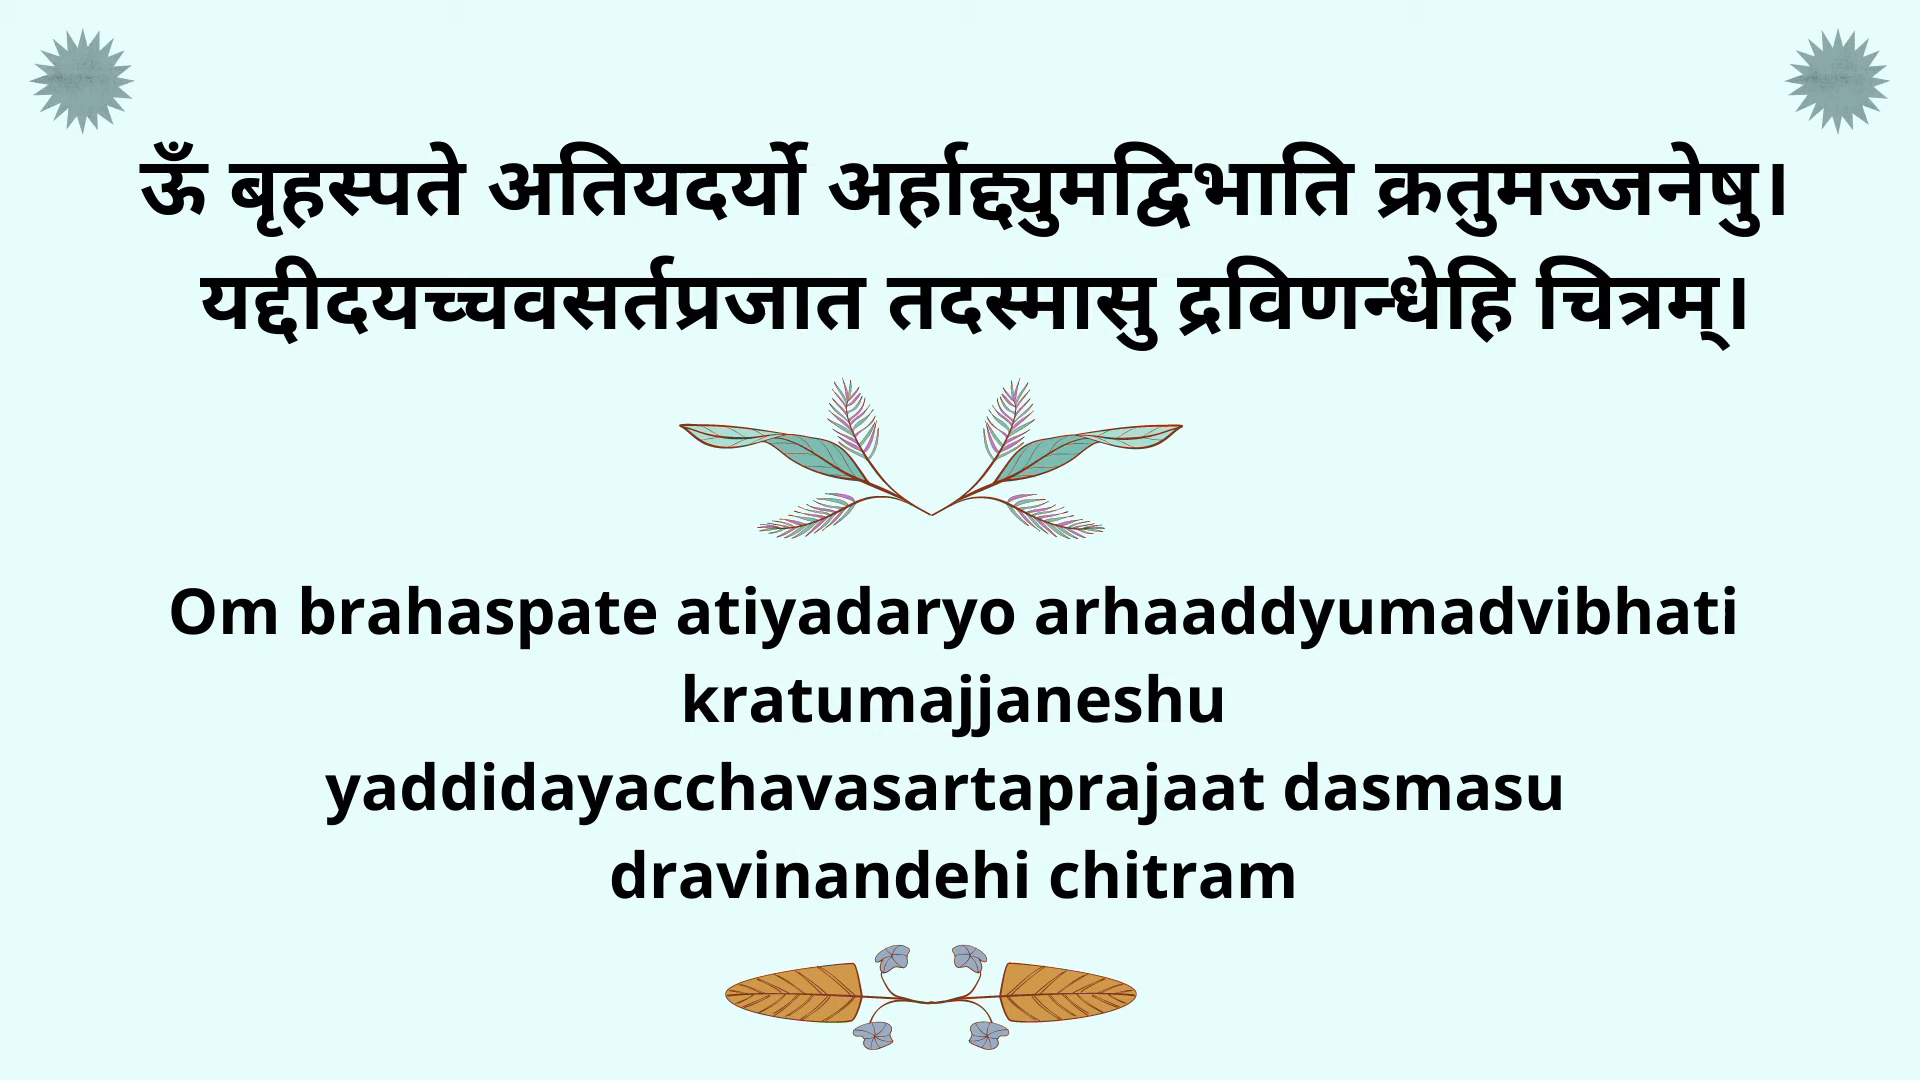 ॐ बृहस्पते अतियदर्यो अर्हाद्द्युमद्विभाति क्रतुमज्जनेषु।
यद्दीदयच्चवसर्तप्रजात तदस्मासु द्रविणन्धेहि चित्रम्।
Om brahaspate atiyadaryo arhaaddyumadvibhati
kratumajjaneshu
yaddidayacchavasartaprajaat dasmasu
dravinandehi chitram